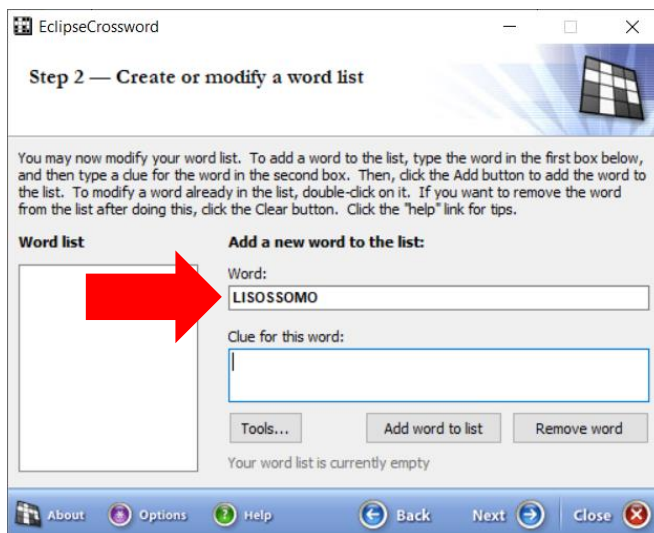 EclipseCrossword
Step 2 — Create or modify a word list
You may now modify your word list. To add a word to the list, type the word in the first box below,
and then type a clue for the word in the second box. Then, click the Add button to add the word to
the list. To modify a word already in the list, double-click on it. If you want to remove the word
from the list after doing this, click the Clear button. Click the "help" link for tips.
Word list
Add a new word to the list:
Word:
LISOSSOMO
Clue for this word:
Tools...
Add word to list
Remove word
Your word list is currently empty
About
Options
Help
Back
Next
Close